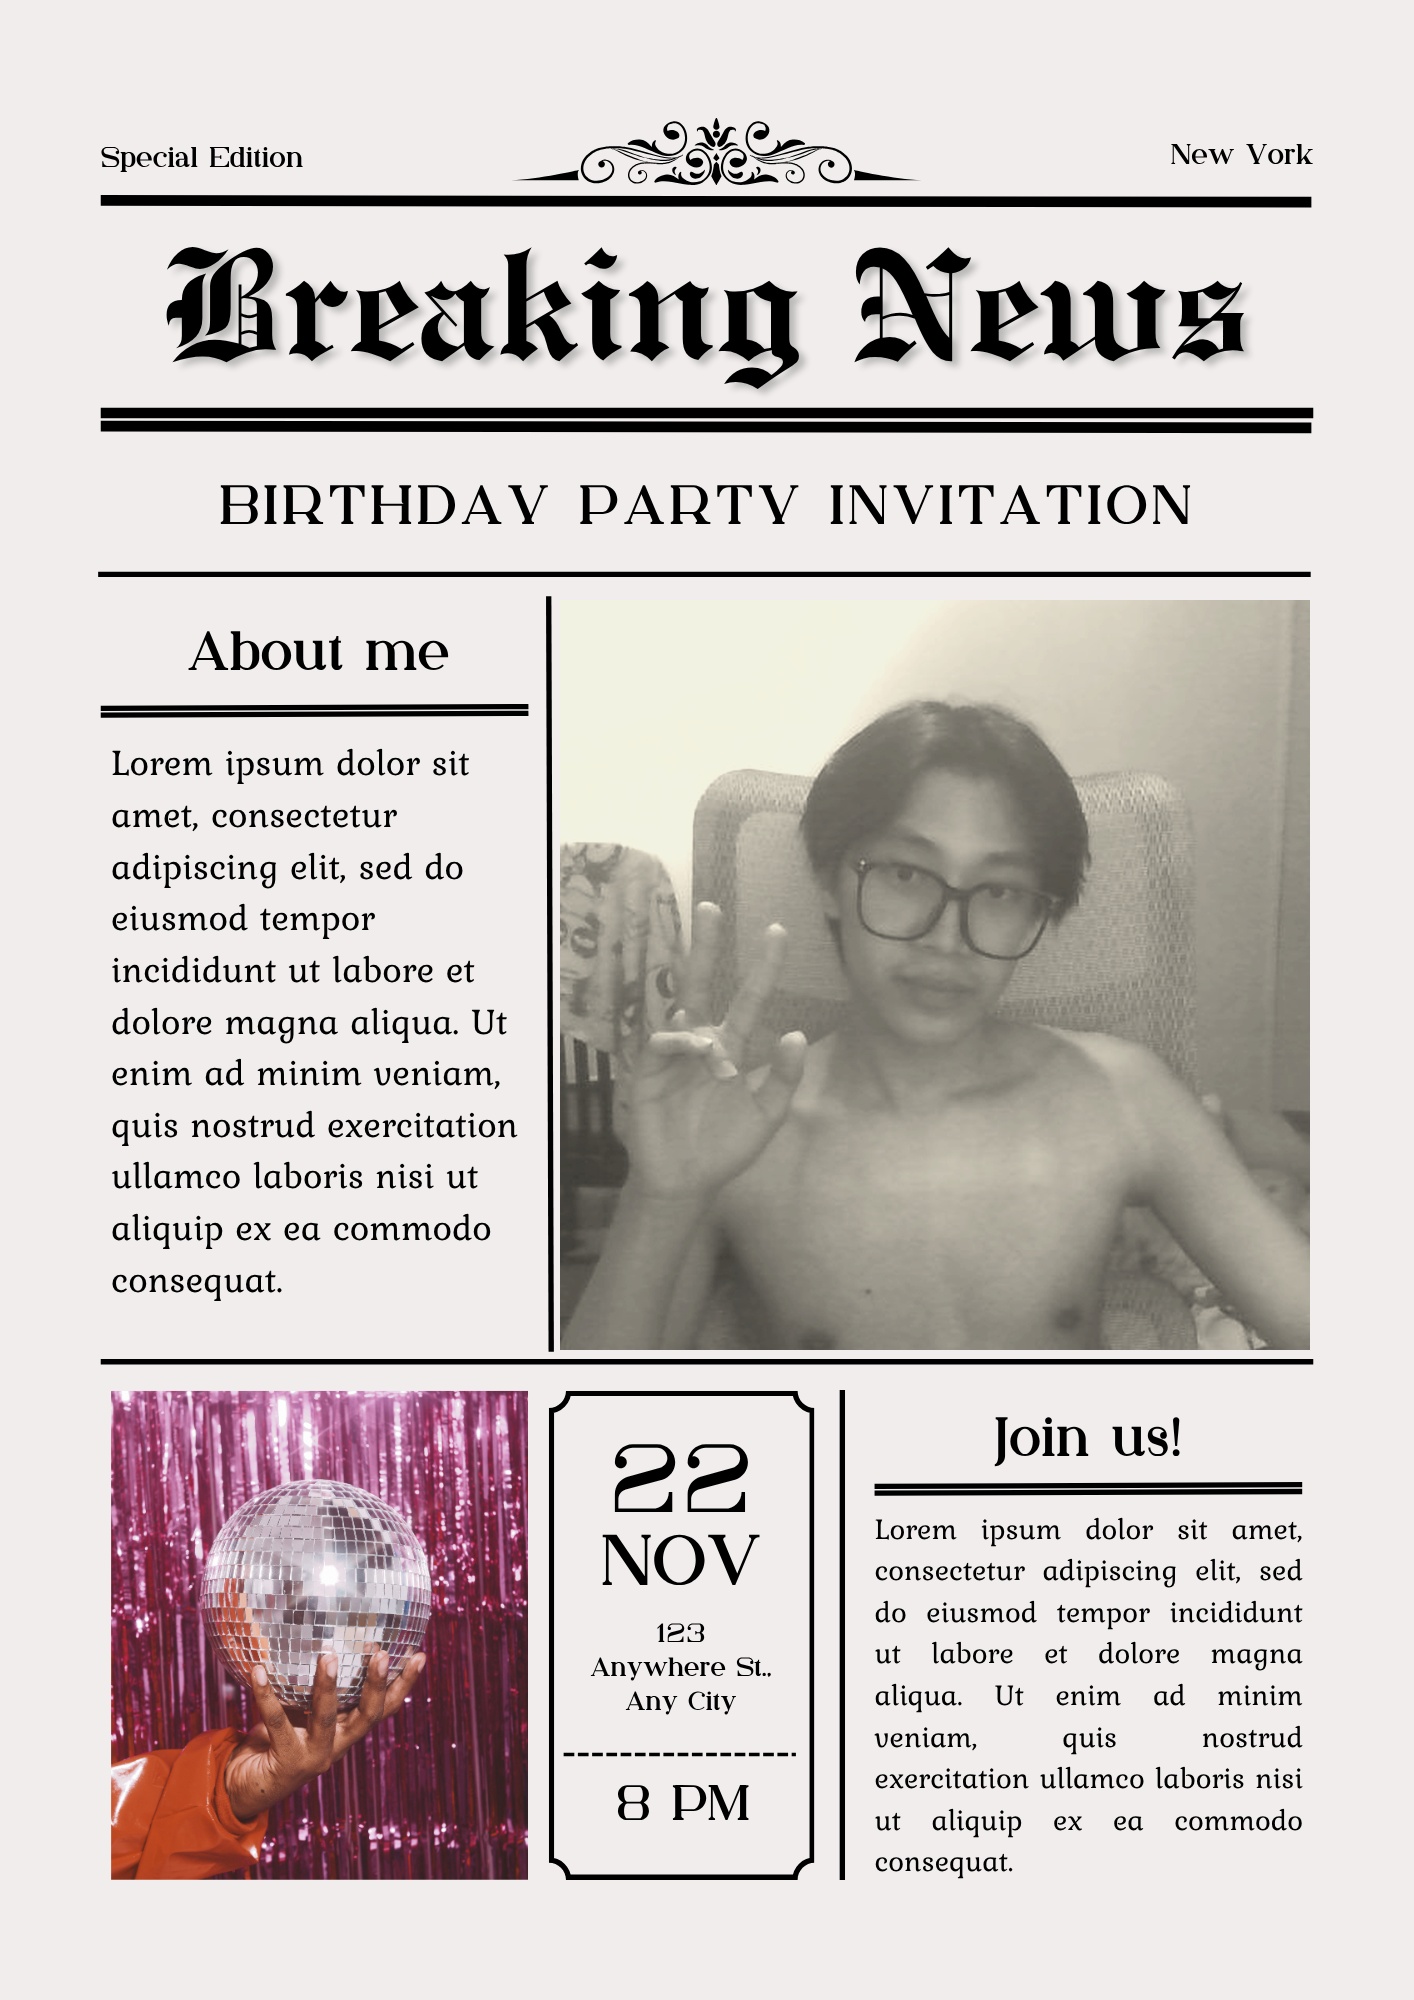 Special Edition
New York
Breaking News
BIRTHDAY PARTY INVITATION
About me
Lorem ipsum dolor sit
amet, consectetur
adipiscing elit, sed do
eiusmod tempor
incididunt ut labore et
dolore magna aliqua. Ut
enim ad minim veniam,
quis nostrud exercitation
ullamco laboris nisi ut
aliquip ex ea commodo
consequat.
22
NOV
123
Anywhere St..
Any City
8 PM
Join us!
Lorem ipsum dolor sit amet,
consectetur adipiscing elit, sed
do eiusmod tempor incididunt
ut labore et dolore magna
aliqua. Ut enim ad minim
veniam, quis nostrud
exercitation ullamco laboris nisi
ut aliquip ex ea commodo
consequat.